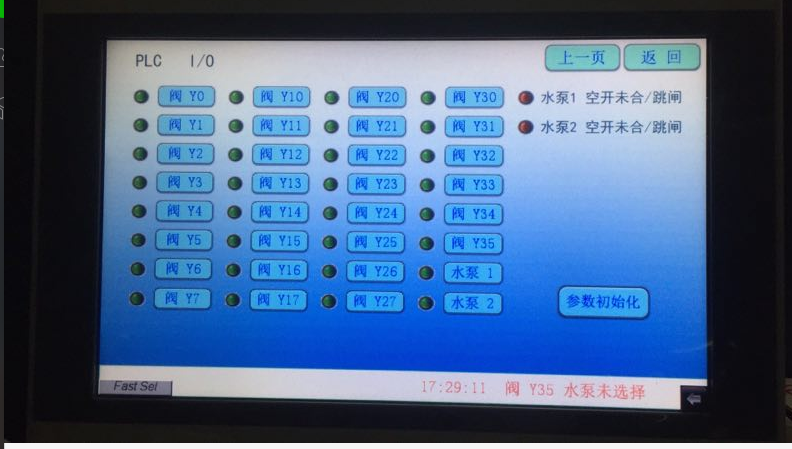 PLC I/O 上一页 返 回
阀 Y0 阀 Y10 阀 Y20 阀 Y30 水泵1 空开未合/跳闸
阀 Y1 阀 Y11 阀 Y21 阀 Y31 水泵2 空开未合/跳闸
阀 Y2 阀 Y12 阀 Y22 阀 Y32
阀 Y3 阀 Y13 阀 Y23 阀 Y33
阀 Y4 阀 Y14 阀 Y24 阀 Y34
阀 Y5 阀 Y15 阀 Y25 阀 Y35
阀 Y6 阀 Y16 阀 Y26 水泵 1
阀 Y7 阀 Y17 阀 Y27 水泵 2 参数初始化
Fast Sel 17:29:11 阀 Y35 水泵未选择